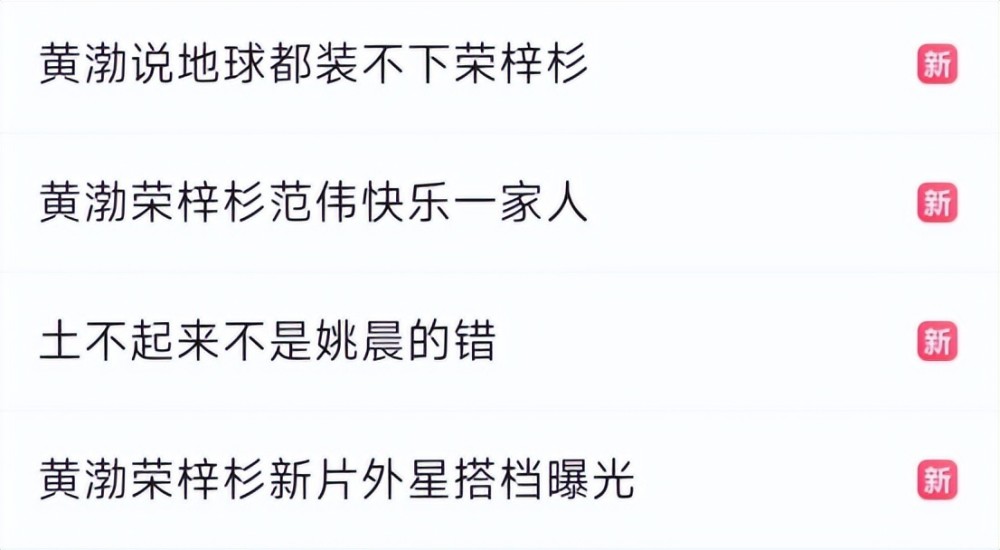 黄渤说地球都装不下荣梓杉 新
黄渤荣梓杉范伟快乐一家人 新
土不起来不是姚晨的错 新
黄渤荣梓杉新片外星搭档曝光 新